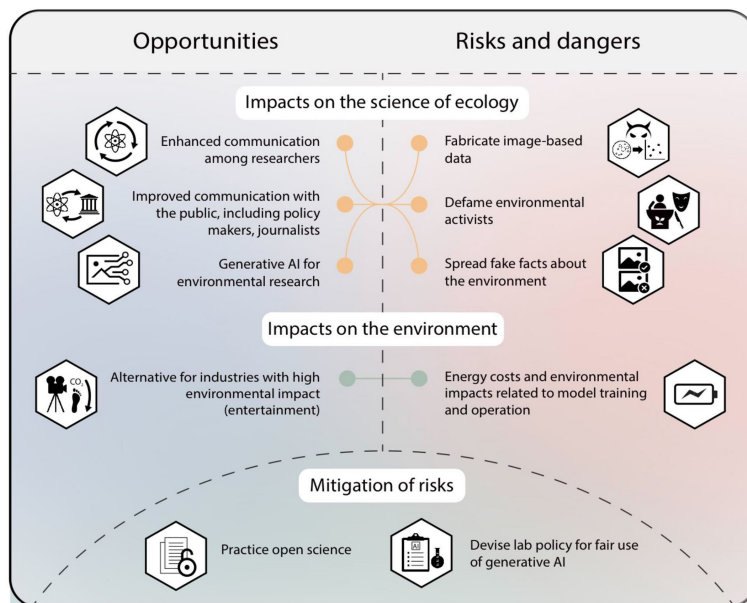 Opportunities
Risks and dangers
Impacts on the science of ecology
Enhanced communication
among researchers
Fabricate image-based
data
Improved communication with
the public, including policy
makers, journalists
Defame environmental
activists
Generative AI for
environmental research
Spread fake facts about
the environment
Impacts on the environment
CO₂
Alternative for industries with high
environmental impact
(entertainment)
Energy costs and environmental
impacts related to model training
and operation
Mitigation of risks
Practice open science
AI
Devise lab policy for fair use
of generative AI